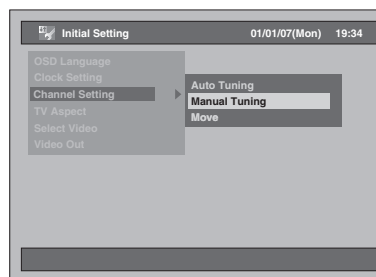 Initial Setting 01/01/07(Mon) 19:34
OSD Language
Clock Setting
Channel Setting
TV Aspect
Select Video
Video Out
Auto Tuning
Manual Tuning
Move